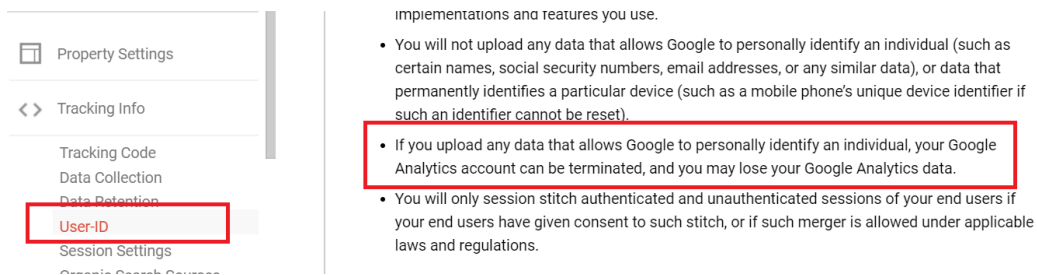 Property Settings
Tracking Info
Tracking Code
Data Collection
Data Retention
User-ID
Session Settings
Organic Search Sources
implementations and features you use.
• You will not upload any data that allows Google to personally identify an individual (such as
certain names, social security numbers, email addresses, or any similar data), or data that
permanently identifies a particular device (such as a mobile phone's unique device identifier if
such an identifier cannot be reset).
• If you upload any data that allows Google to personally identify an individual, your Google
Analytics account can be terminated, and you may lose your Google Analytics data.
• You will only session stitch authenticated and unauthenticated sessions of your end users if
your end users have given consent to such stitch, or if such merger is allowed under applicable
laws and regulations.